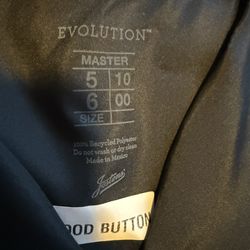 EVOLUTION™
MASTER
5 10
6 00
SIZE
100% Recycled Polyester
Do not wash or dry clean
Made in Mexico
Jostens
OOD BUTTON